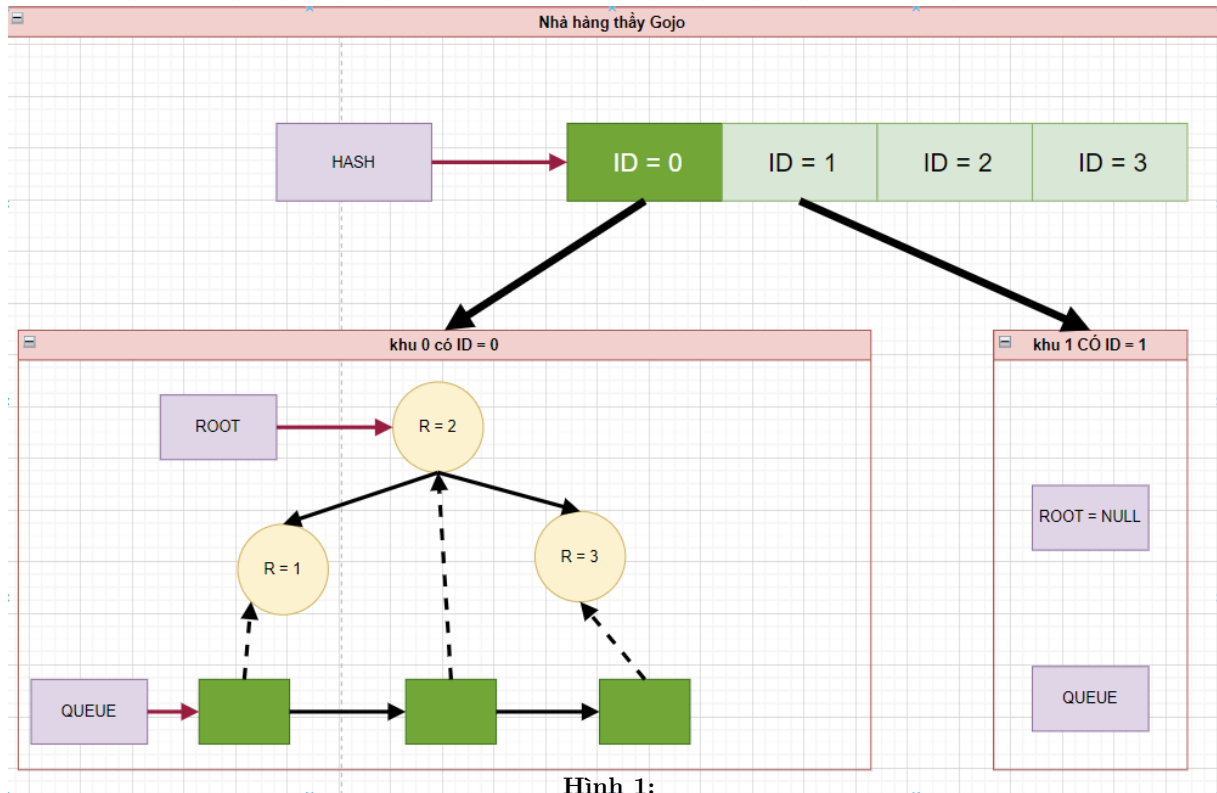 Nhà hàng thầy Gojo
HASH
ID = 0
ID = 1
ID = 2
ID = 3
khu 0 có ID = 0
khu 1 CÓ ID = 1
ROOT
R = 2
R = 1
R = 3
ROOT = NULL
QUEUE
QUEUE
Hình 1: